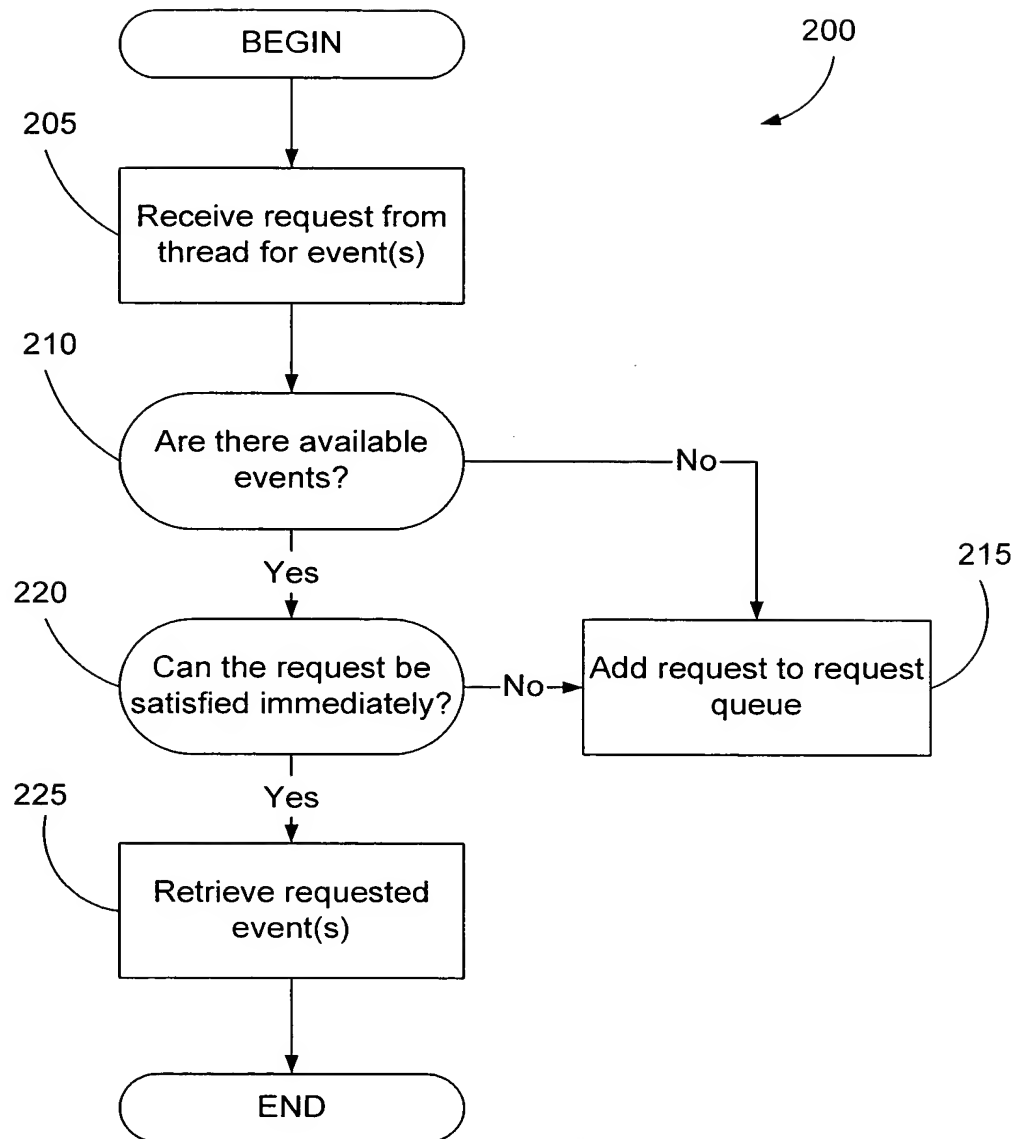 BEGIN
200
205
Receive request from
thread for event(s)
210
Are there available
events?
No
Yes
215
220
Can the request be
satisfied immediately?
No
Add request to request
queue
Yes
225
Retrieve requested
event(s)
END